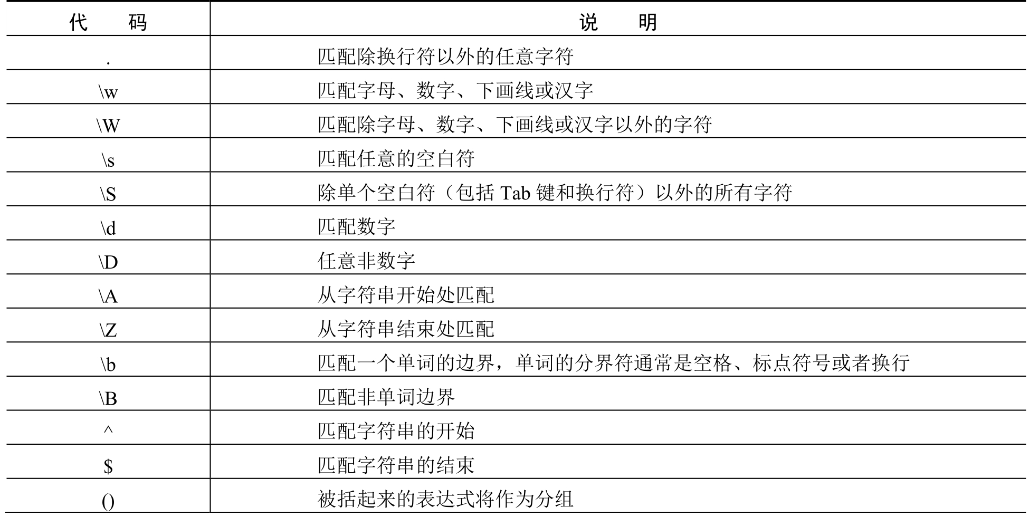 代 码 说 明
. 匹配除换行符以外的任意字符
\w 匹配字母、数字、下画线或汉字
\W 匹配除字母、数字、下画线或汉字以外的字符
\s 匹配任意的空白符
\S 除单个空白符（包括 Tab 键和换行符）以外的所有字符
\d 匹配数字
\D 任意非数字
\A 从字符串开始处匹配
\Z 从字符串结束处匹配
\b 匹配一个单词的边界，单词的分界符通常是空格、标点符号或者换行
\B 匹配非单词边界
^ 匹配字符串的开始
$ 匹配字符串的结束
() 被括起来的表达式将作为分组